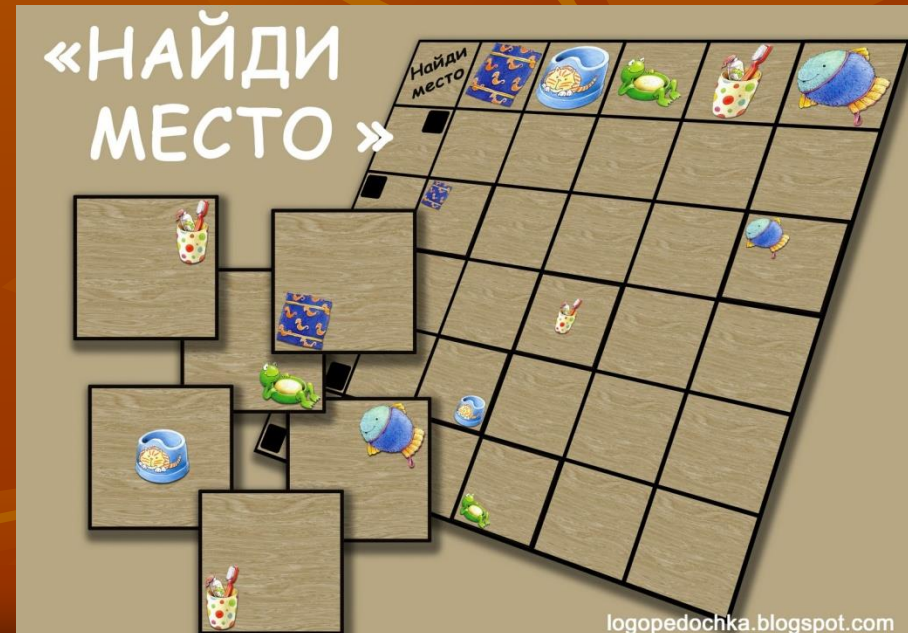 «НАЙДИ
МЕСТО »
Найди
место
logopedochka.blogspot.com